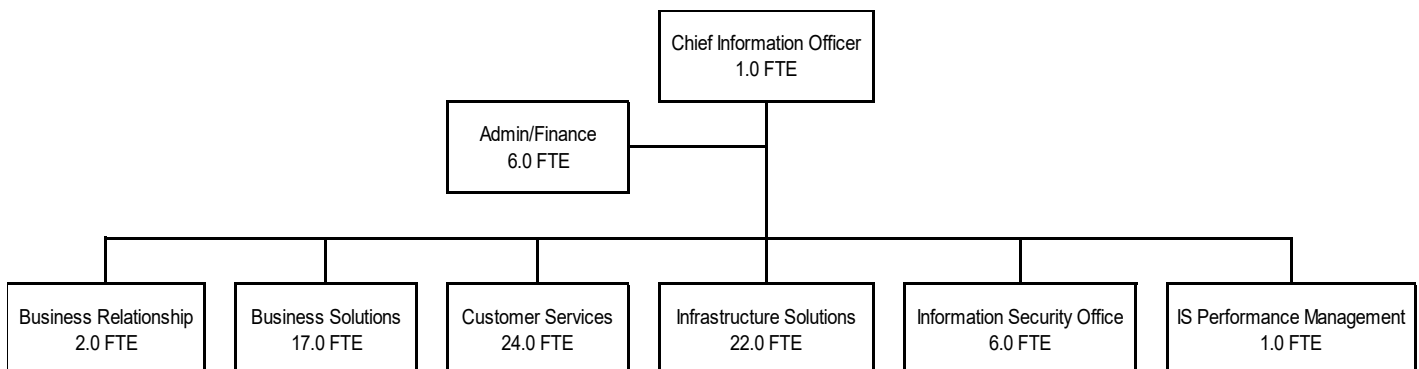 Chief Information Officer
1.0 FTE
Admin/Finance
6.0 FTE
Business Relationship
2.0 FTE
Business Solutions
17.0 FTE
Customer Services
24.0 FTE
Infrastructure Solutions
22.0 FTE
Information Security Office
6.0 FTE
IS Performance Management
1.0 FTE